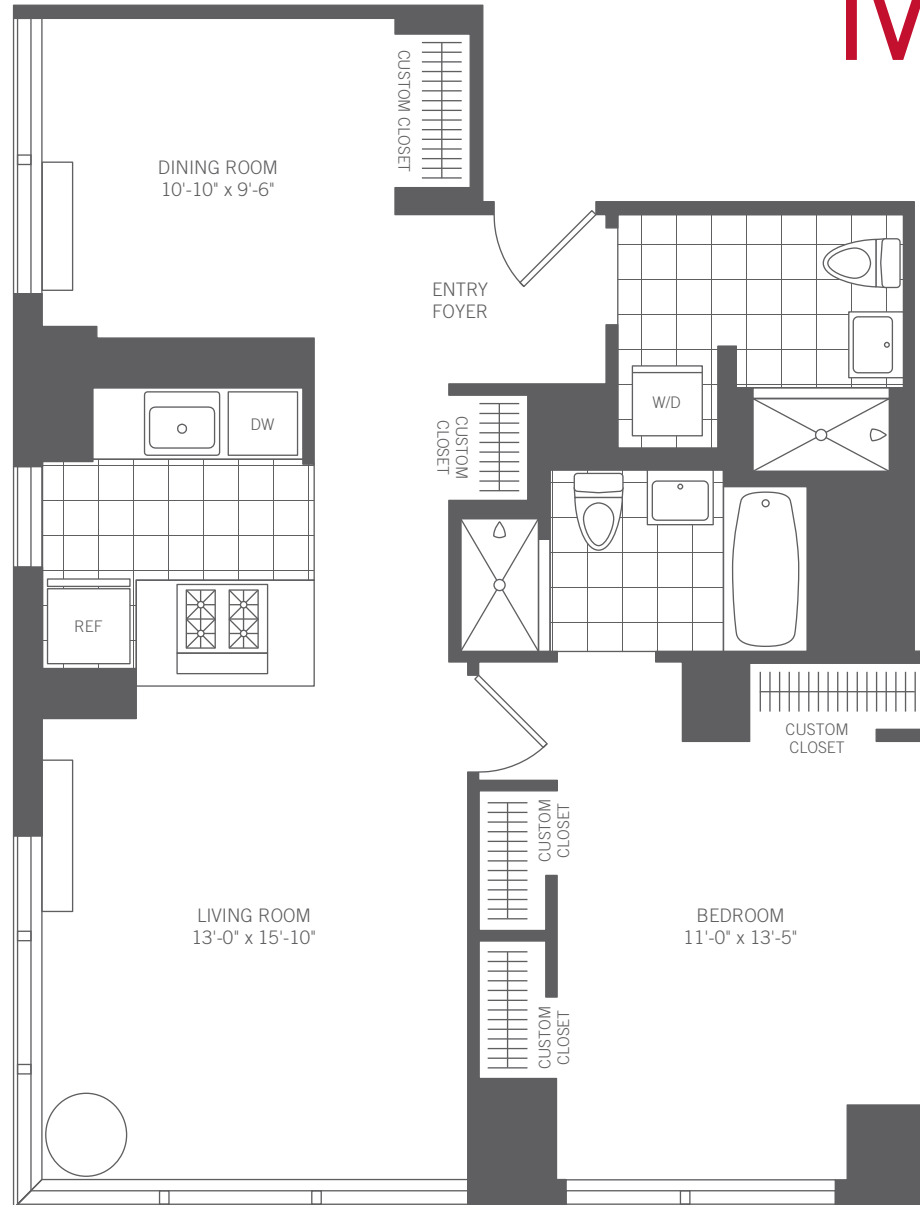 DINING ROOM
10'-10" x 9'-6"
CUSTOM CLOSET
ENTRY
FOYER
DW
W/D
CUSTOM
CLOSET
REF
CUSTOM
CLOSET
CUSTOM
CLOSET
LIVING ROOM
13'-0" x 15'-10"
BEDROOM
11'-0" x 13'-5"
CUSTOM
CLOSET